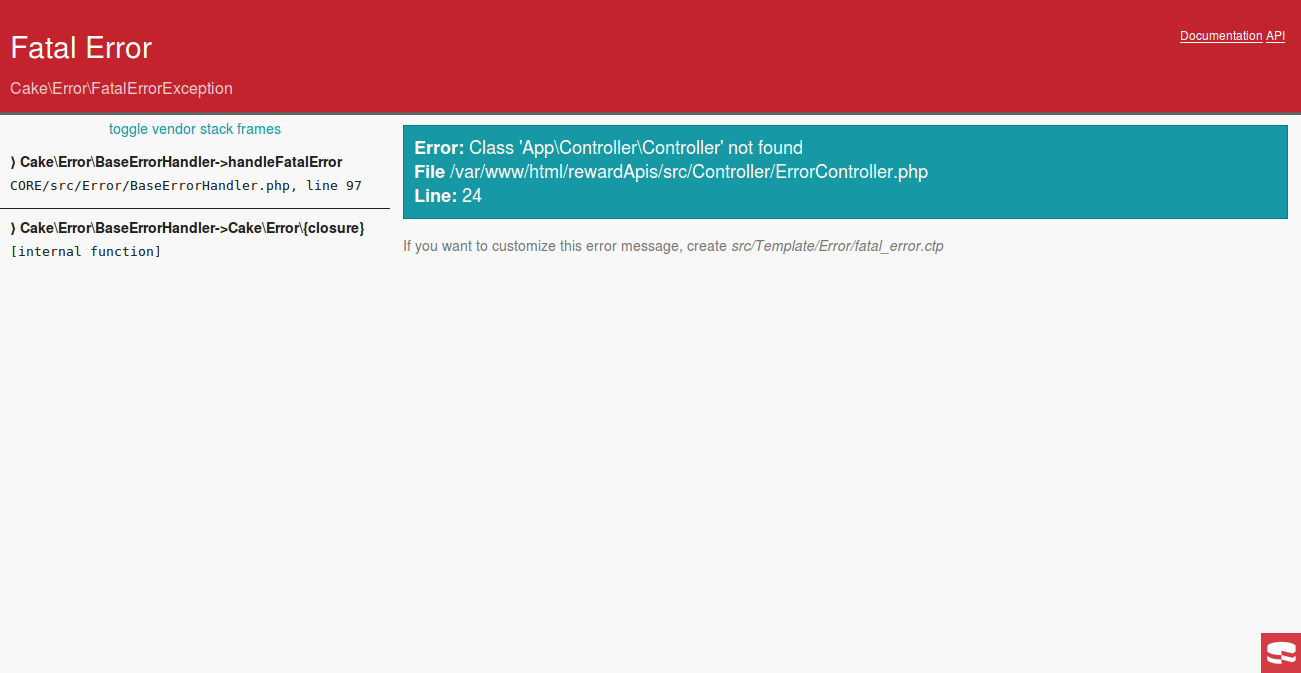 Fatal Error
Documentation API
Cake\Error\FatalErrorException
toggle vendor stack frames
⟩ Cake\Error\BaseErrorHandler->handleFatalError
CORE/src/Error/BaseErrorHandler.php, line 97
⟩ Cake\Error\BaseErrorHandler->Cake\Error\{closure}
[internal function]
Error: Class 'App\Controller\Controller' not found
File /var/www/html/rewardApis/src/Controller/ErrorController.php
Line: 24
If you want to customize this error message, create src/Template/Error/fatal_error.ctp